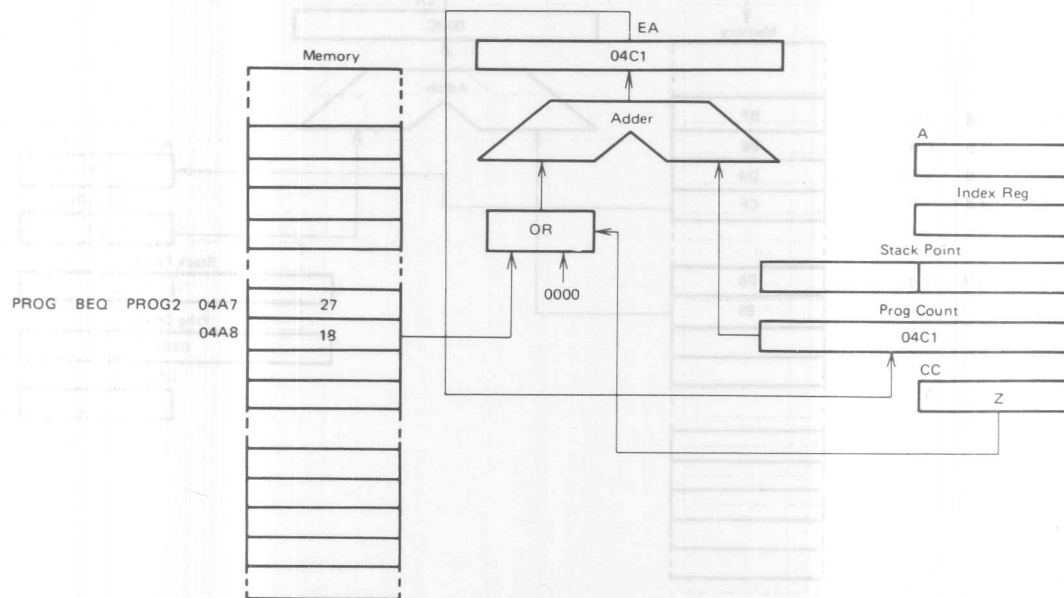 EA
04C1
Memory
Adder
A
Index Reg
OR
Stack Point
0000
PROG BEQ PROG2 04A7 27
Prog Count
04A8 18
04C1
CC
Z